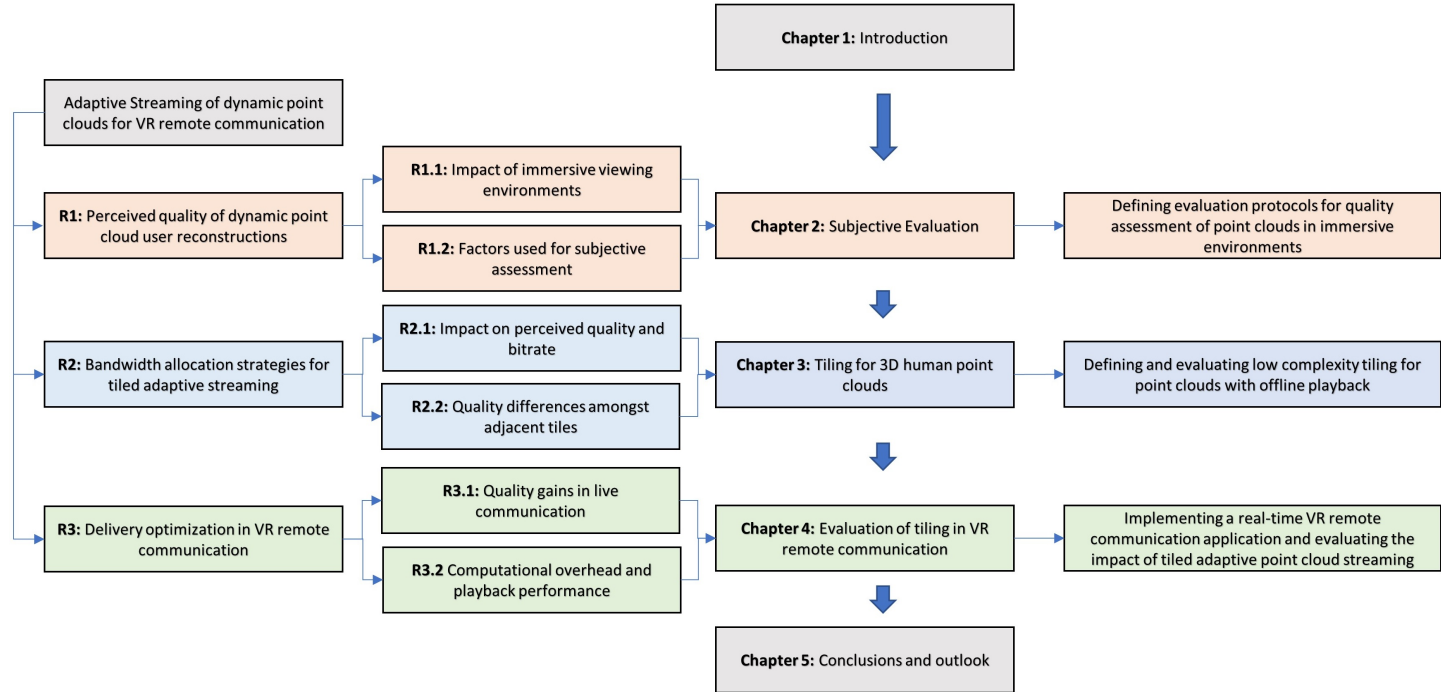 Chapter 1: Introduction
Adaptive Streaming of dynamic point
clouds for VR remote communication
R1: Perceived quality of dynamic point
cloud user reconstructions
R1.1: Impact of immersive viewing
environments
R1.2: Factors used for subjective
assessment
Chapter 2: Subjective Evaluation
Defining evaluation protocols for quality
assessment of point clouds in immersive
environments
R2: Bandwidth allocation strategies for
tiled adaptive streaming
R2.1: Impact on perceived quality and
bitrate
R2.2: Quality differences amongst
adjacent tiles
Chapter 3: Tiling for 3D human point
clouds
Defining and evaluating low complexity tiling for
point clouds with offline playback
R3: Delivery optimization in VR remote
communication
R3.1: Quality gains in live
communication
R3.2 Computational overhead and
playback performance
Chapter 4: Evaluation of tiling in VR
remote communication
Implementing a real-time VR remote
communication application and evaluating the
impact of tiled adaptive point cloud streaming
Chapter 5: Conclusions and outlook